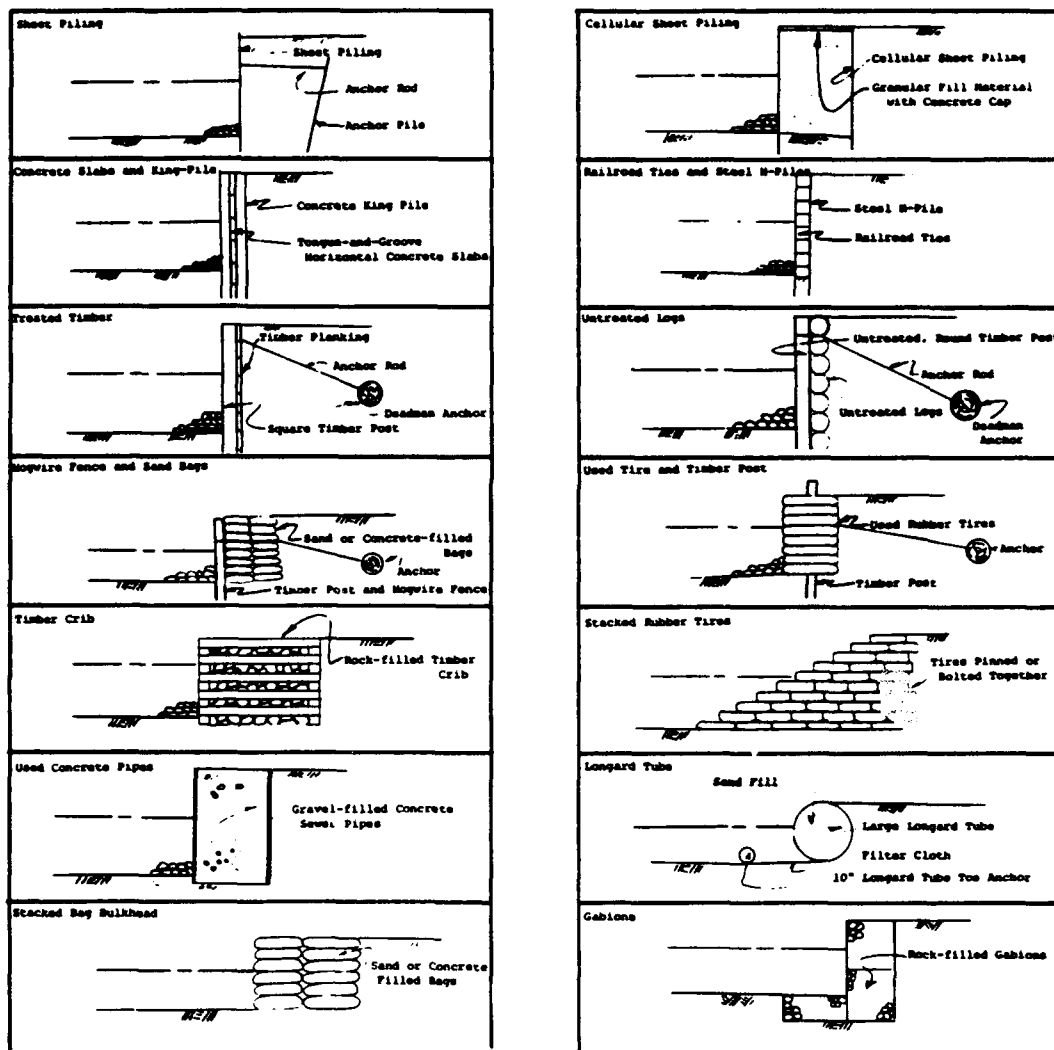 Sheet Piling
Sheet Piling
Anchor Rod
Anchor Pile
Concrete Slabs and King-Pile
Concrete King Pile
Tongue-and-Groove
Horizontal Concrete Slabs
Treated Timber
Timber Planking
Anchor Rod
Deadman Anchor
Square Timber Post
Hogwire Fence and Sand Bags
Sand or Concrete-filled
Bags
Anchor
Timber Post and Hogwire Fence
Timber Crib
Rock-filled Timber
Crib
Used Concrete Pipes
Gravel-filled Concrete
Sewer Pipes
Stacked Bag Bulkhead
Sand or Concrete
Filled Bags
Cellular Sheet Piling
Cellular Sheet Piling
Granular Fill Material
with Concrete Cap
Railroad Ties and Steel H-Piles
Steel H-Pile
Railroad Ties
Untreated Logs
Untreated, Round Timber Post
Anchor Rod
Untreated Logs
Deadman
Anchor
Used Tire and Timber Post
Used Rubber Tires
Anchor
Timber Post
Stacked Rubber Tires
Tires Pinned or
Bolted Together
Longard Tube
Sand Fill
Large Longard Tube
Filter Cloth
10" Longard Tube Toe Anchor
Gabions
Rock-filled Gabions